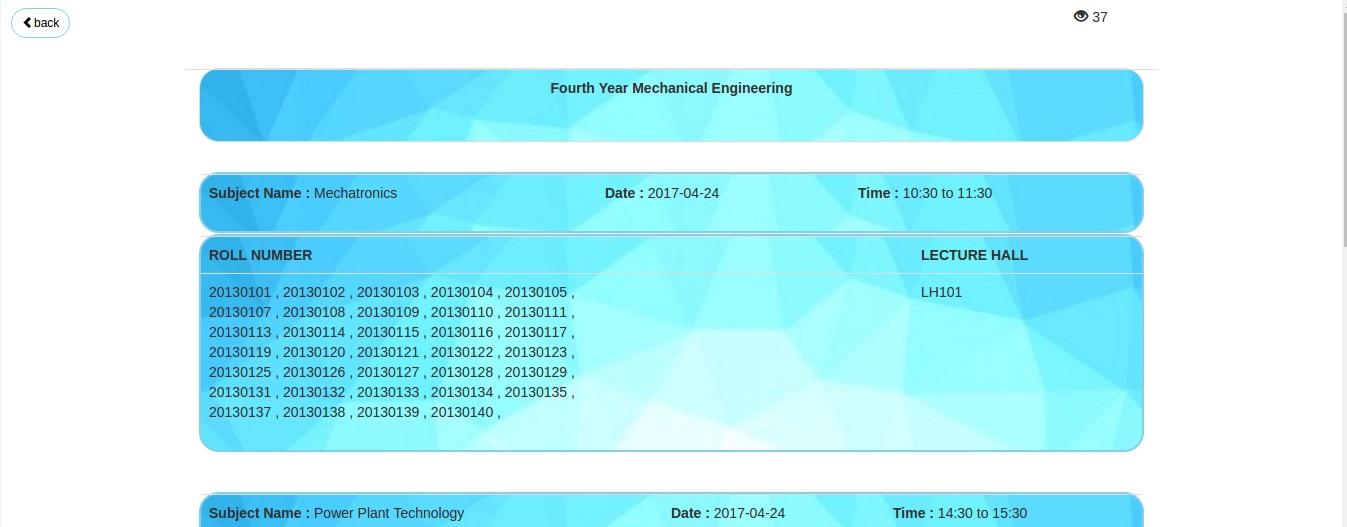 back
37
Fourth Year Mechanical Engineering
Subject Name : Mechatronics Date : 2017-04-24 Time : 10:30 to 11:30
ROLL NUMBER LECTURE HALL
20130101 , 20130102 , 20130103 , 20130104 , 20130105 , LH101
20130107 , 20130108 , 20130109 , 20130110 , 20130111 ,
20130113 , 20130114 , 20130115 , 20130116 , 20130117 ,
20130119 , 20130120 , 20130121 , 20130122 , 20130123 ,
20130125 , 20130126 , 20130127 , 20130128 , 20130129 ,
20130131 , 20130132 , 20130133 , 20130134 , 20130135 ,
20130137 , 20130138 , 20130139 , 20130140 ,
Subject Name : Power Plant Technology Date : 2017-04-24 Time : 14:30 to 15:30